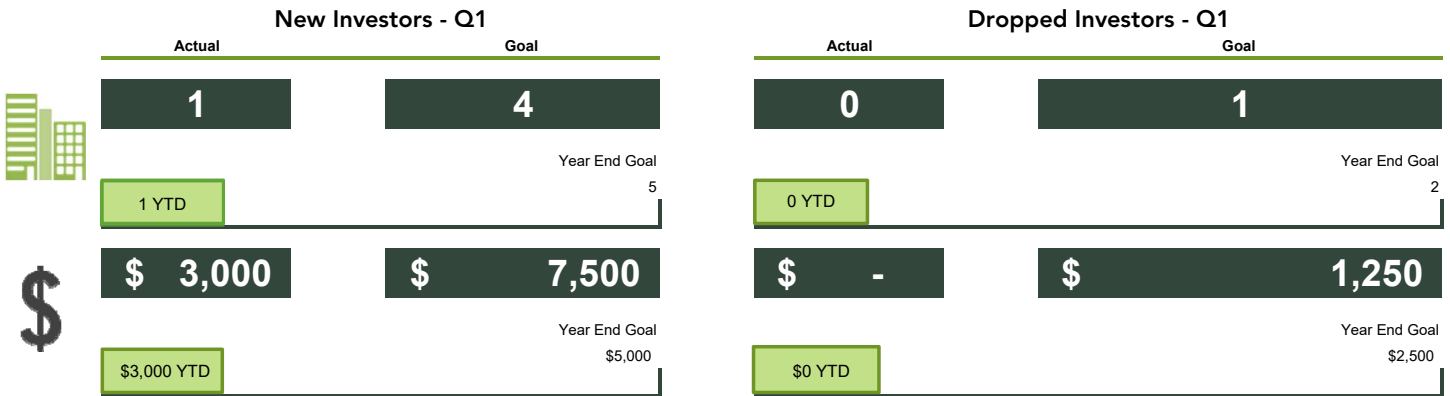 New Investors - Q1
Actual Goal
1 4
Year End Goal
5
1 YTD
$ 3,000 $ 7,500
Year End Goal
$5,000
$3,000 YTD
Dropped Investors - Q1
Actual Goal
0 1
Year End Goal
2
0 YTD
$ - $ 1,250
Year End Goal
$2,500
$0 YTD